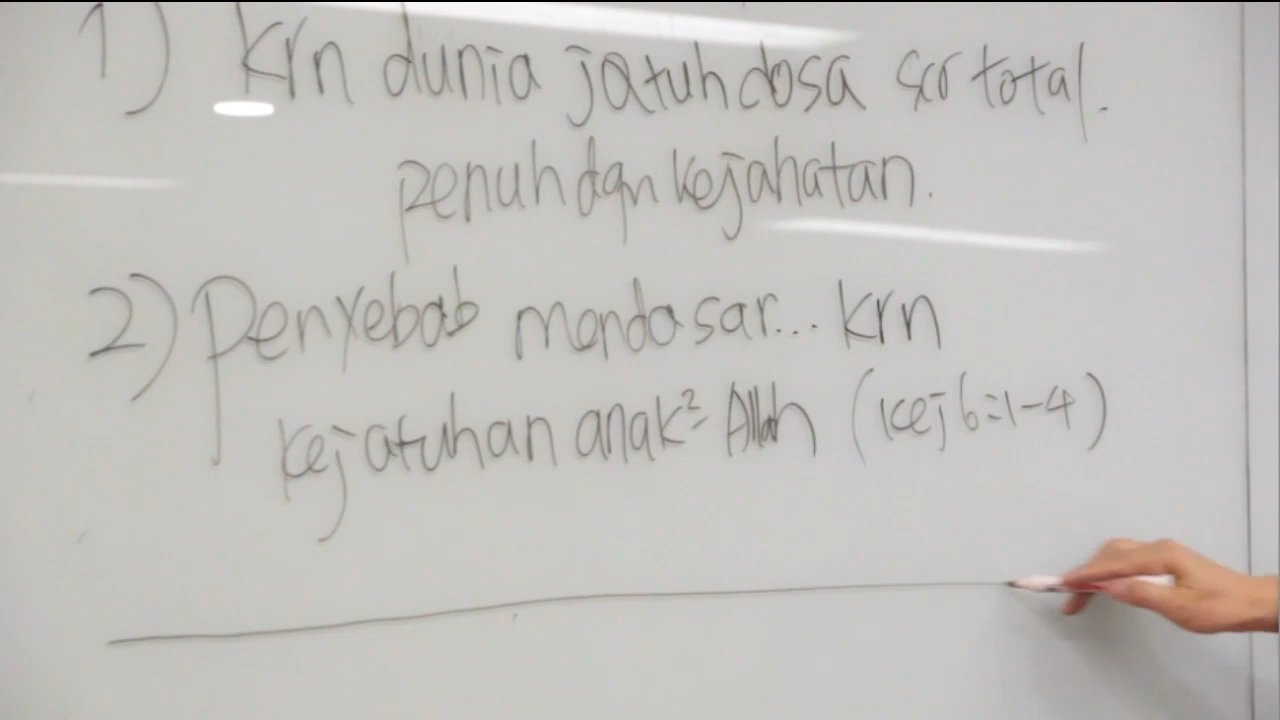 1) Krn dunia jatuh dosa scr total.
penuh dgn kejahatan.
2) Penyebab mendasar... krn
kejatuhan anak² Allah (Kej 6:1-4)